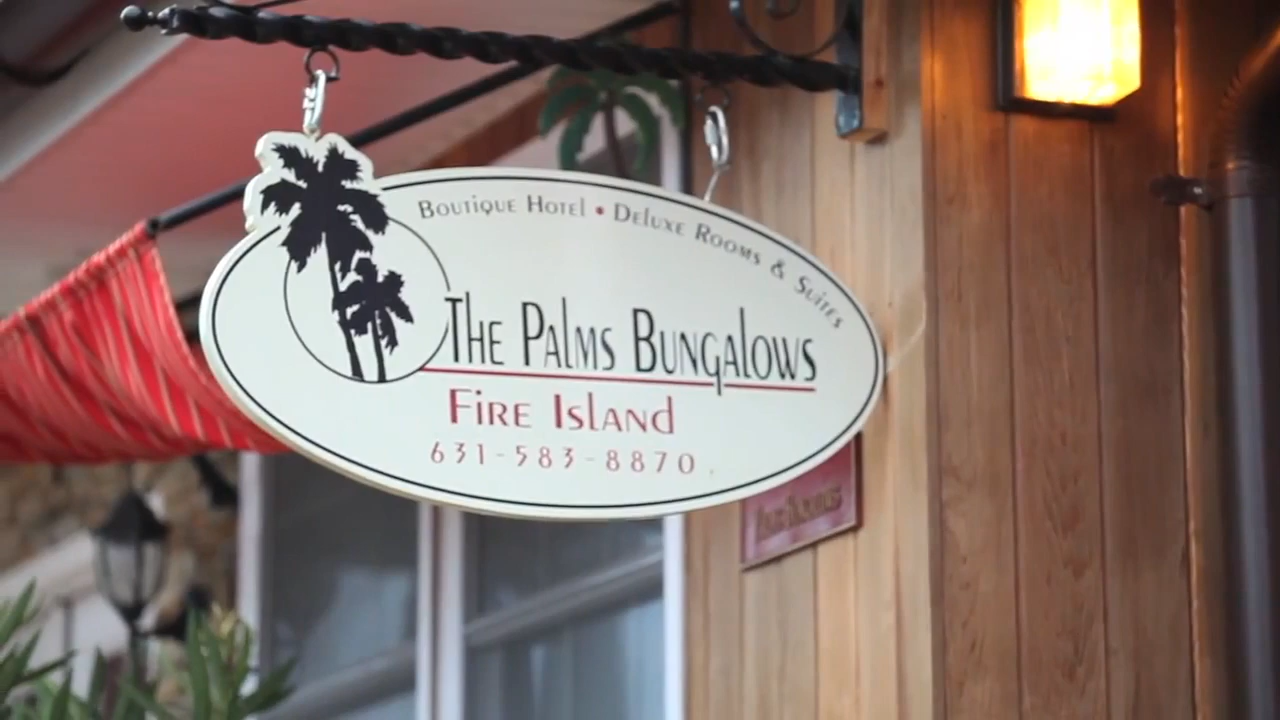 Boutique Hotel • Deluxe Rooms & Suites
The Palms Bungalows
Fire Island
631-583-8870